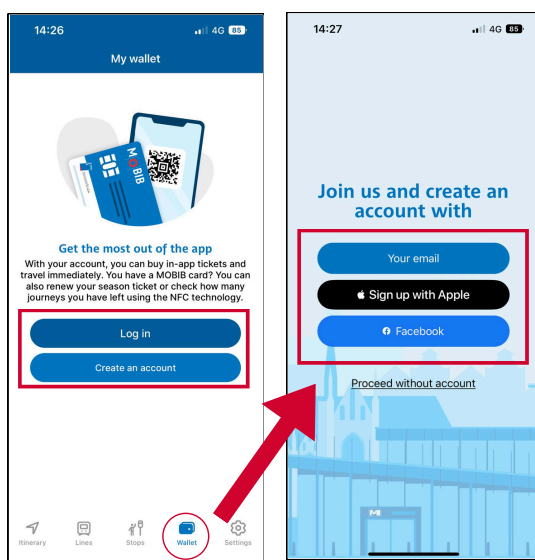 14:26
4G 85
My wallet
MOBIB
Get the most out of the app
With your account, you can buy in-app tickets and
travel immediately. You have a MOBIB card? You can
also renew your season ticket or check how many
journeys you have left using the NFC technology.
Log in
Create an account
Itinerary
Lines
Stops
Wallet
Settings
14:27
4G 85
Join us and create an
account with
Your email
Sign up with Apple
Facebook
Proceed without account
M